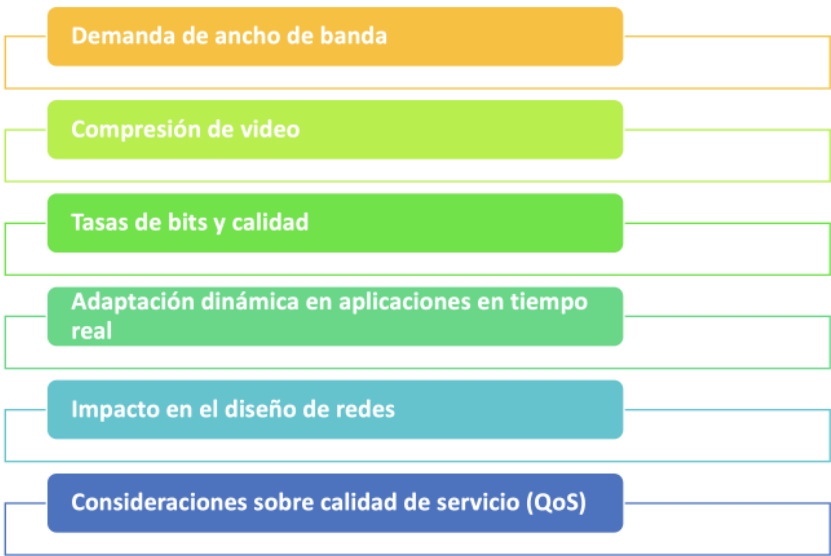 Demanda de ancho de banda
Compresión de video
Tasas de bits y calidad
Adaptación dinámica en aplicaciones en tiempo
real
Impacto en el diseño de redes
Consideraciones sobre calidad de servicio (QoS)